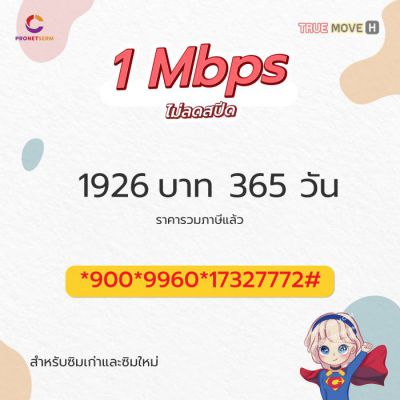 PRONETSERM
TRUE MOVE H
1 Mbps
ไม่ลดสปีด
1926 บาท 365 วัน
ราคารวมภาษีแล้ว
*900*9960*17327772#
สำหรับซิมเก่าและซิมใหม่